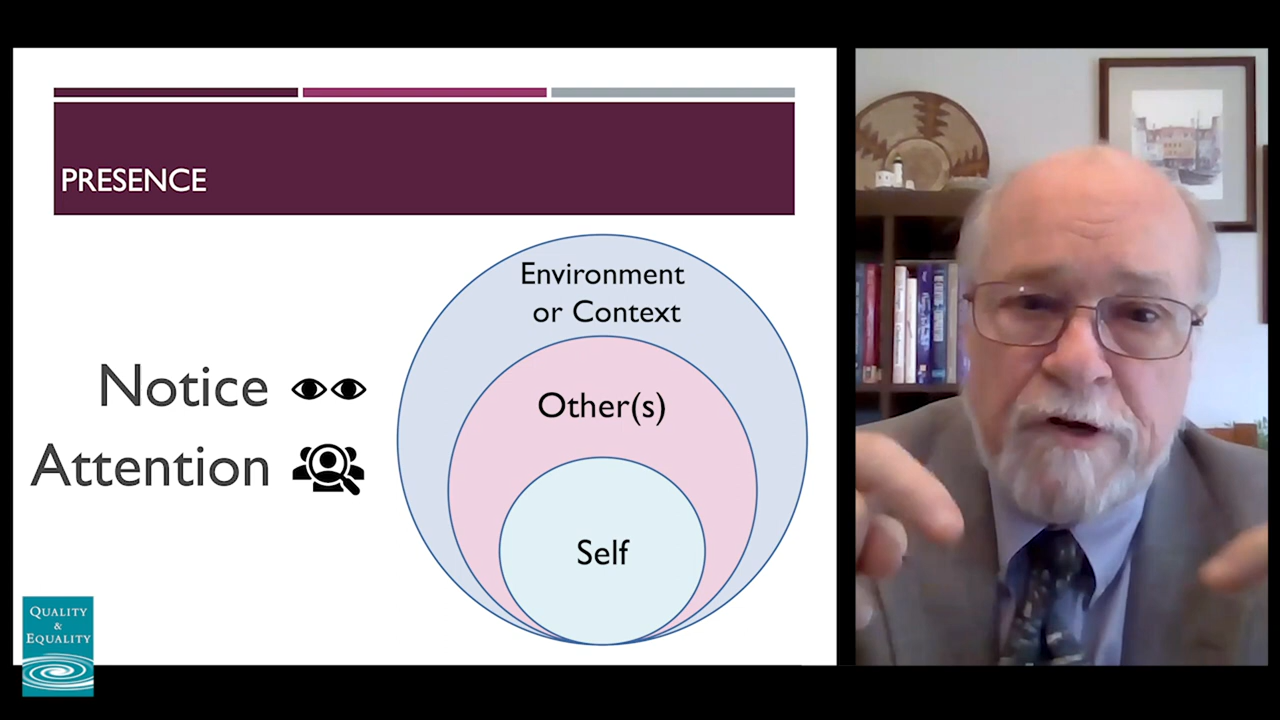 PRESENCE
Environment
or Context
Notice
Other(s)
Attention
Self
QUALITY
&
EQUALITY